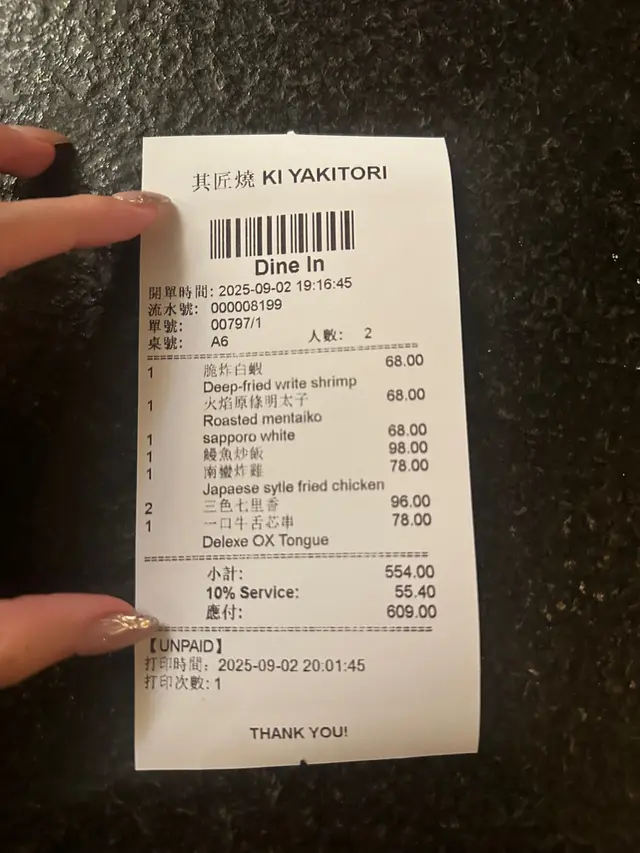 其匠燒 KI YAKITORI
Dine In
開單時間: 2025-09-02 19:16:45
流水號: 000008199
單號: 00797/1
桌號: A6 人數: 2
1 脆炸白蝦 68.00
Deep-fried write shrimp
1 火焰原條明太子 68.00
Roasted mentaiko
1 sapporo white 68.00
1 鰻魚炒飯 98.00
1 南蠻炸雞 78.00
Japaese sytle fried chicken
2 三色七里香 96.00
1 一口牛舌芯串 78.00
Delexe OX Tongue
小計: 554.00
10% Service: 55.40
應付: 609.00
【UNPAID】
打印時間: 2025-09-02 20:01:45
打印次數: 1
THANK YOU!